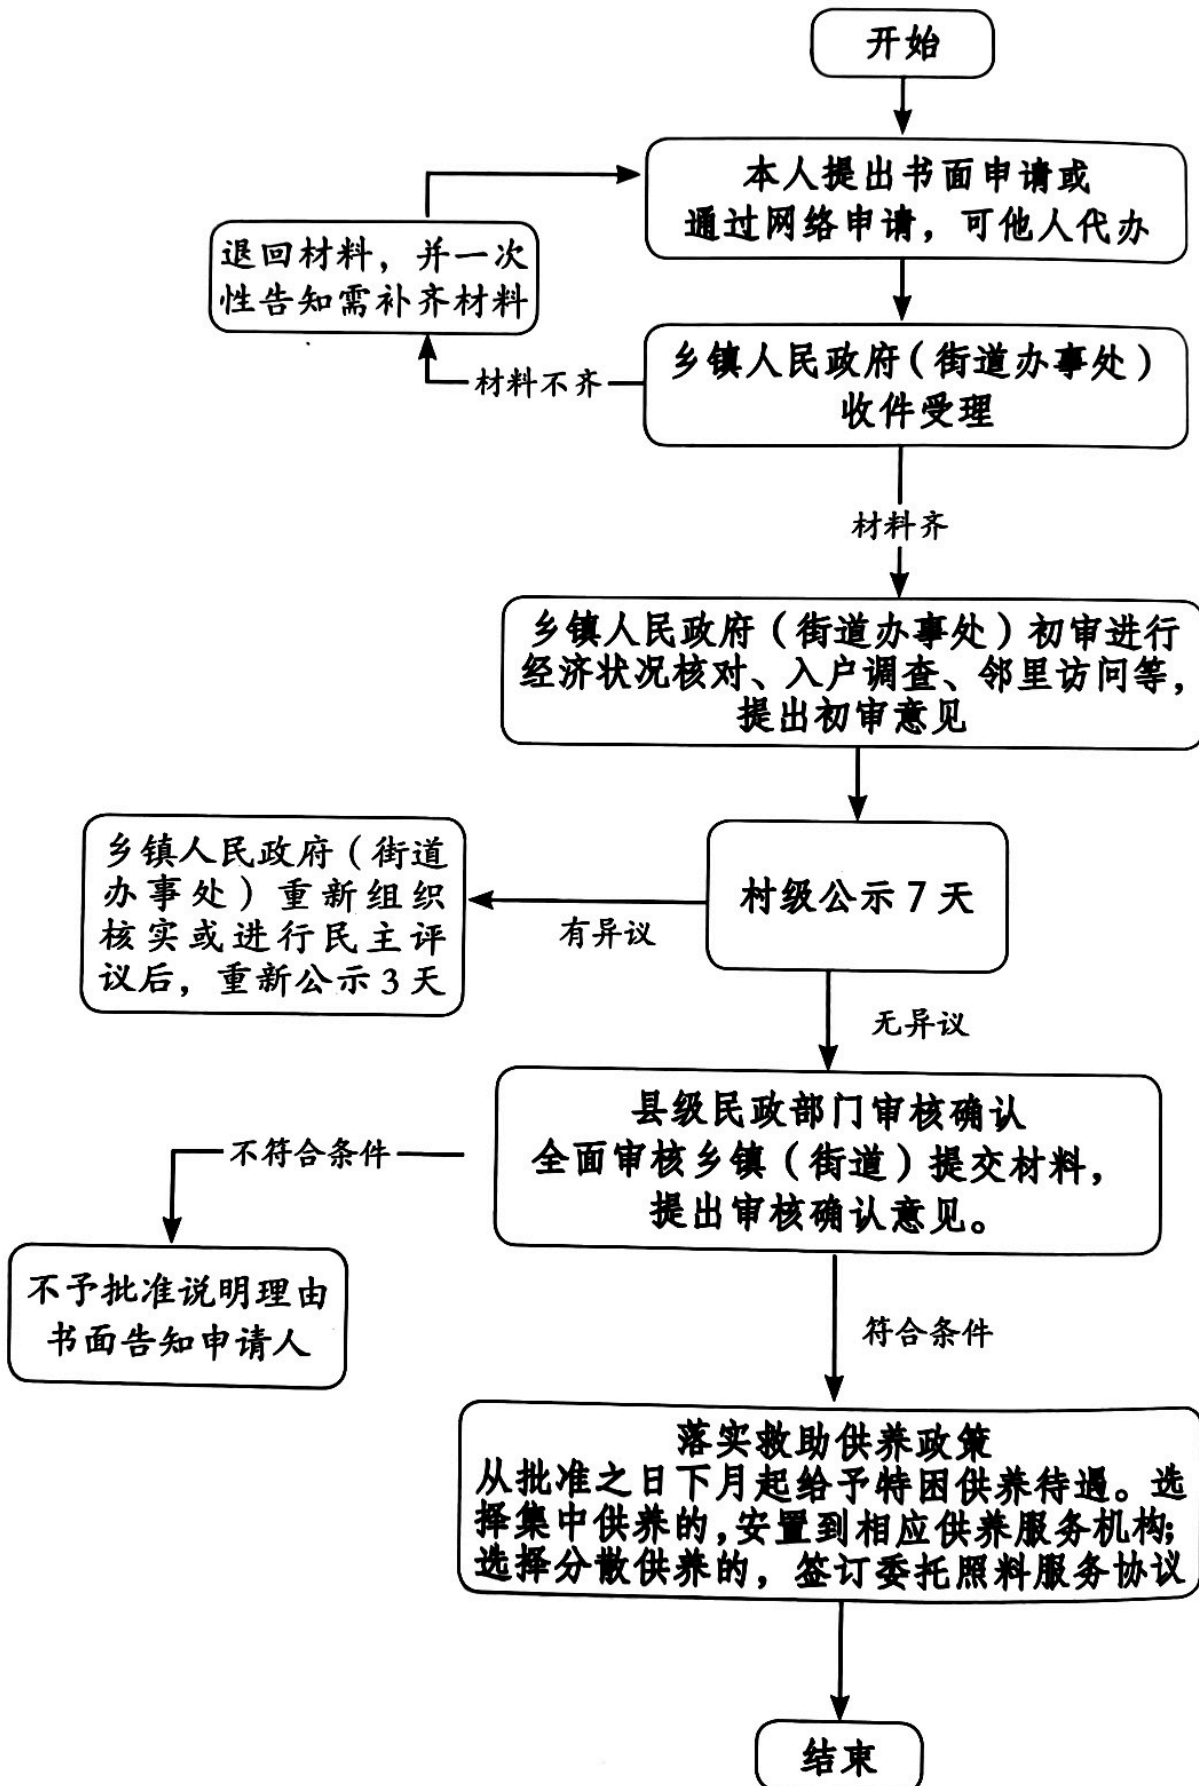 开始
本人提出书面申请或
通过网络申请，可他人代办
退回材料，并一次
性告知需补齐材料
材料不齐
乡镇人民政府（街道办事处）
收件受理
材料齐
乡镇人民政府（街道办事处）初审进行
经济状况核对、入户调查、邻里访问等，
提出初审意见
村级公示7天
有异议
乡镇人民政府（街道
办事处）重新组织
核实或进行民主评
议后，重新公示3天
无异议
县级民政部门审核确认
全面审核乡镇（街道）提交材料，
提出审核确认意见。
不符合条件
不予批准说明理由
书面告知申请人
符合条件
落实救助供养政策
从批准之日下月起给予特困供养待遇。选
择集中供养的，安置到相应供养服务机构；
选择分散供养的，签订委托照料服务协议
结束